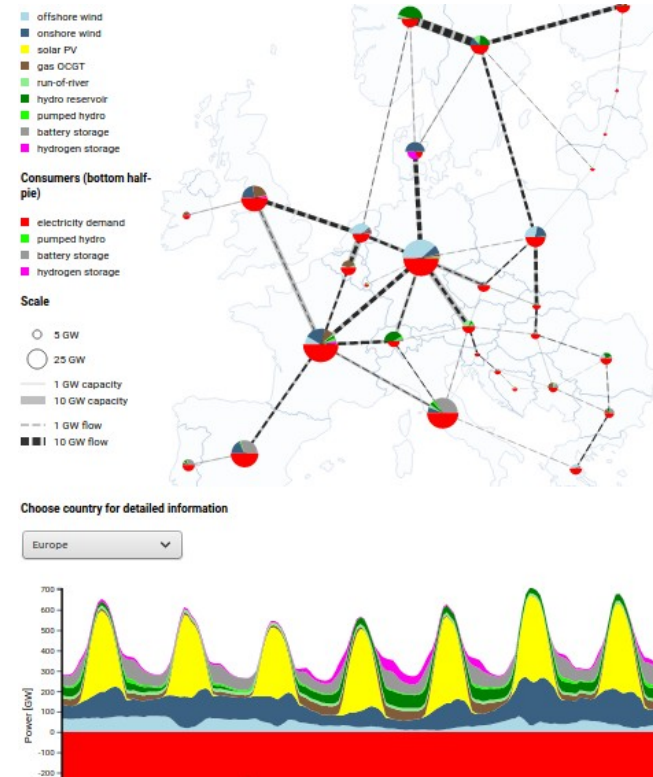 offshore wind
onshore wind
solar PV
gas OCGT
run-of-river
hydro reservoir
pumped hydro
battery storage
hydrogen storage
Consumers (bottom half-
pie)
electricity demand
pumped hydro
battery storage
hydrogen storage
Scale
5 GW
25 GW
1 GW capacity
10 GW capacity
1 GW flow
10 GW flow
Choose country for detailed information
Europe
Power [GW]
700
600
500
400
300
200
100
0
-100
-200